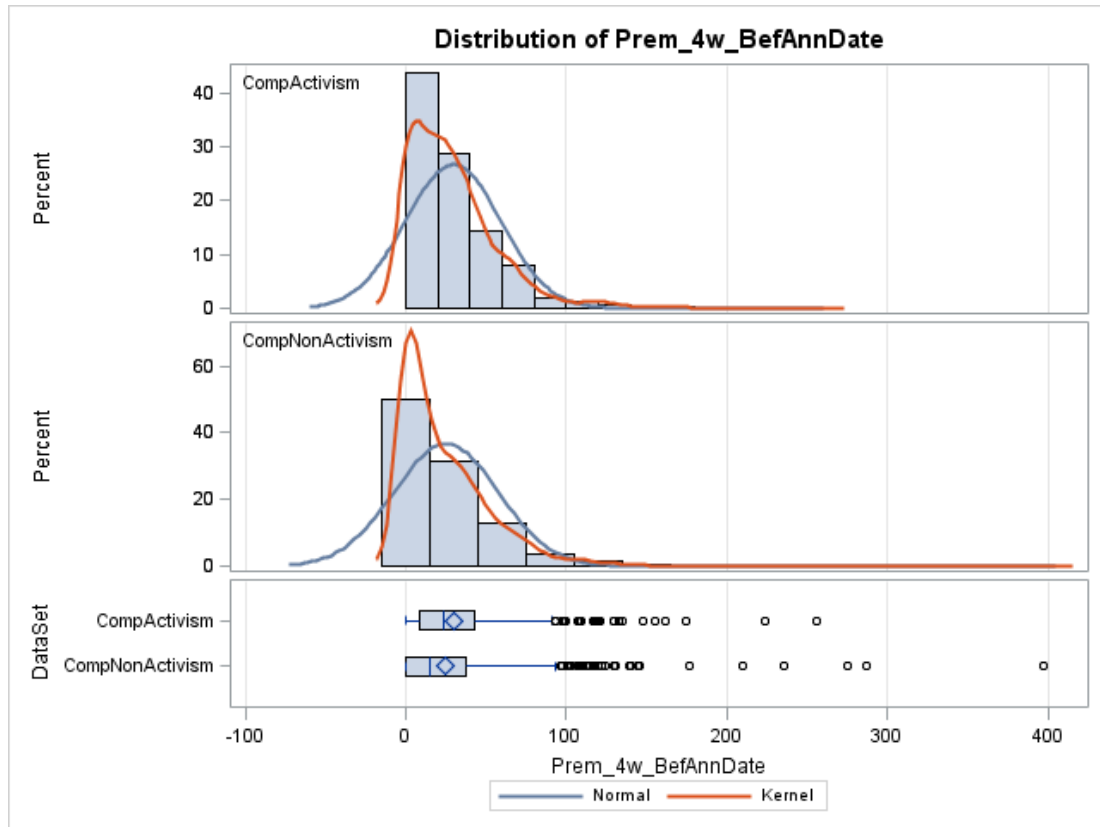 Distribution of Prem_4w_BefAnnDate
CompActivism
Percent
40
30
20
10
0
CompNonActivism
Percent
60
40
20
0
DataSet
CompActivism
CompNonActivism
-100 0 100 200 300 400
Prem_4w_BefAnnDate
Normal Kernel